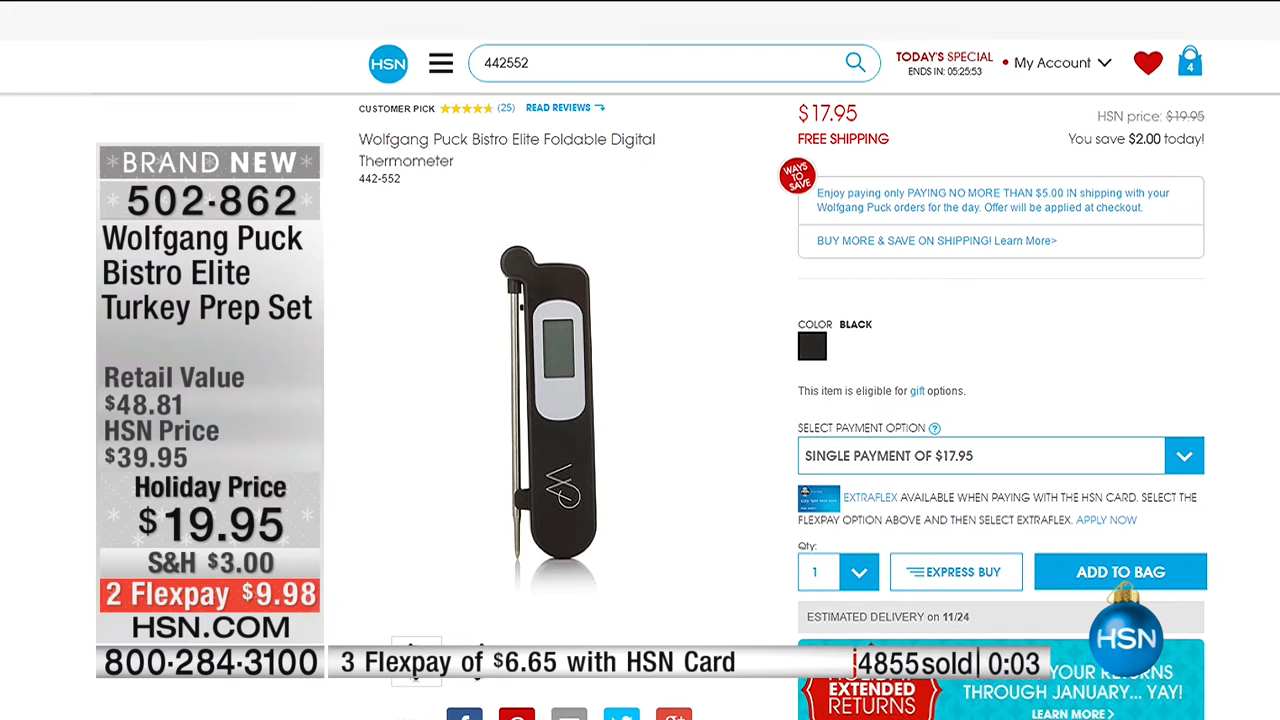 HSN
442552
TODAY'S SPECIAL
ENDS IN: 05:25:53
My Account
4
CUSTOMER PICK (25) READ REVIEWS
Wolfgang Puck Bistro Elite Foldable Digital
Thermometer
442-552
$17.95
HSN price: $19.95
FREE SHIPPING
You save $2.00 today!
WAYS
TO
SAVE
Enjoy paying only PAYING NO MORE THAN $5.00 IN shipping with your
Wolfgang Puck orders for the day. Offer will be applied at checkout.
BUY MORE & SAVE ON SHIPPING! Learn More>
COLOR BLACK
This item is eligible for gift options.
SELECT PAYMENT OPTION ?
SINGLE PAYMENT OF $17.95
EXTRAFLEX AVAILABLE WHEN PAYING WITH THE HSN CARD. SELECT THE
FLEXPAY OPTION ABOVE AND THEN SELECT EXTRAFLEX. APPLY NOW
Qty:
1
EXPRESS BUY
ADD TO BAG
ESTIMATED DELIVERY on 11/24
WP
BRAND NEW
502-862
Wolfgang Puck
Bistro Elite
Turkey Prep Set
Retail Value
$48.81
HSN Price
$39.95
Holiday Price
$19.95
S&H $3.00
2 Flexpay $9.98
HSN.COM
800-284-3100
3 Flexpay of $6.65 with HSN Card
4855 sold 0:03
HSN
EXTENDED
RETURNS
YOUR RETURNS
THROUGH JANUARY... YAY!
LEARN MORE>